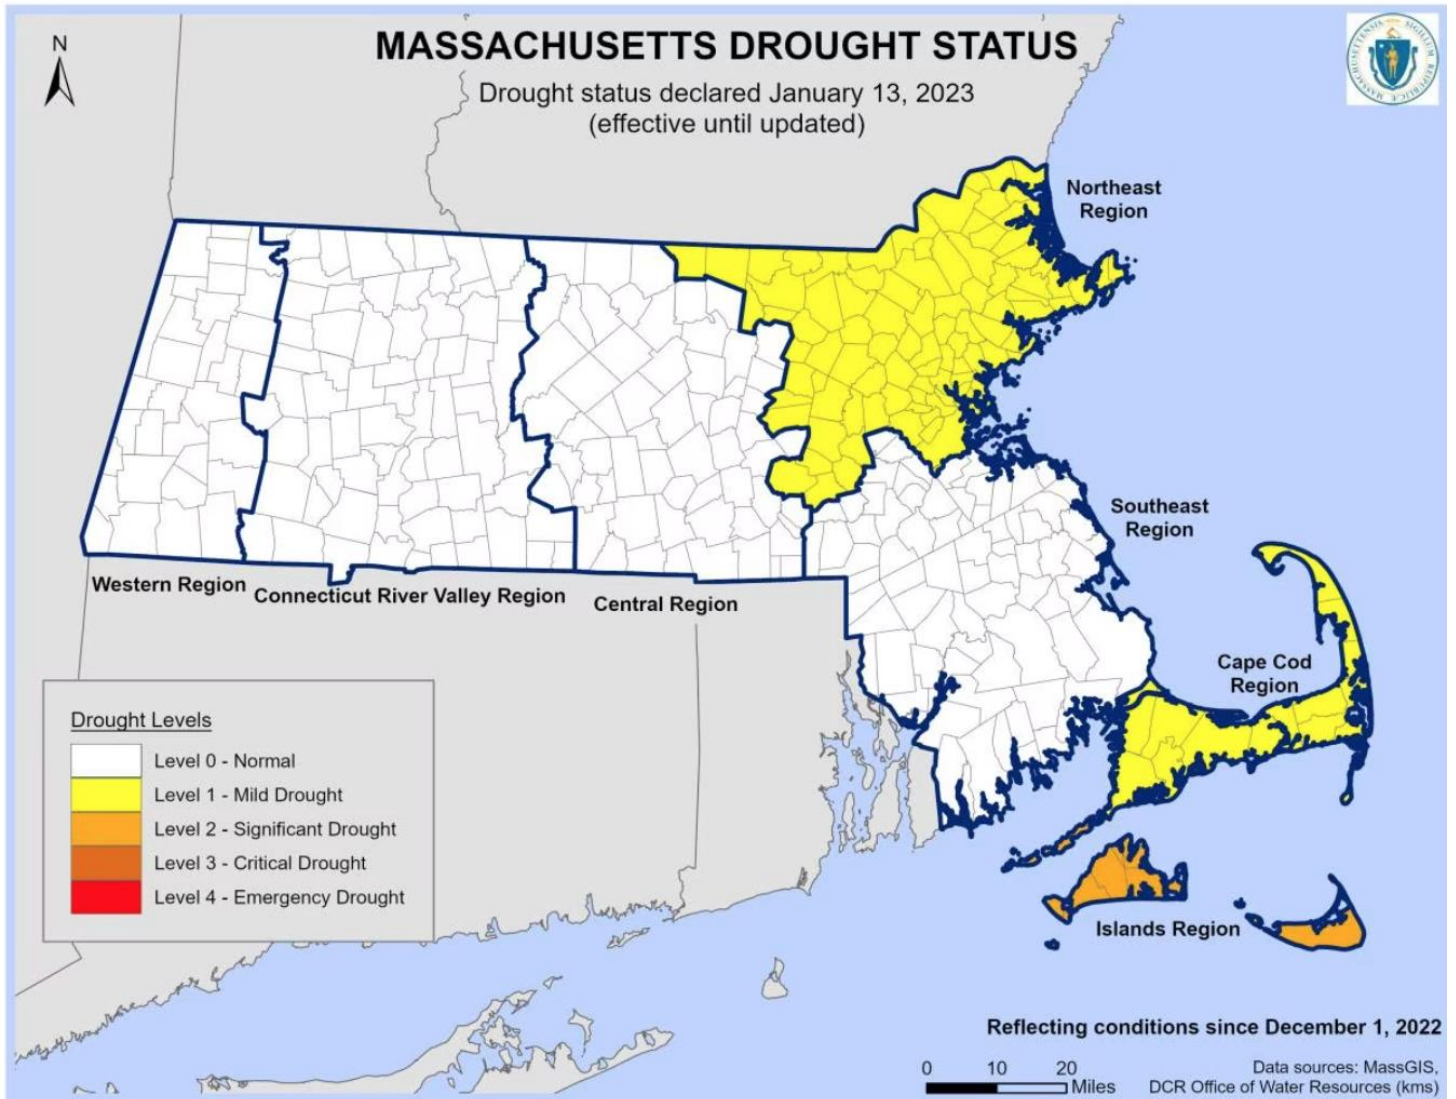 N
MASSACHUSETTS DROUGHT STATUS
Drought status declared January 13, 2023
(effective until updated)
Northeast
Region
Southeast
Region
Western Region
Connecticut River Valley Region
Central Region
Cape Cod
Region
Drought Levels
Level 0 - Normal
Level 1 - Mild Drought
Level 2 - Significant Drought
Level 3 - Critical Drought
Level 4 - Emergency Drought
Islands Region
Reflecting conditions since December 1, 2022
0 10 20
Miles
Data sources: MassGIS,
DCR Office of Water Resources (kms)